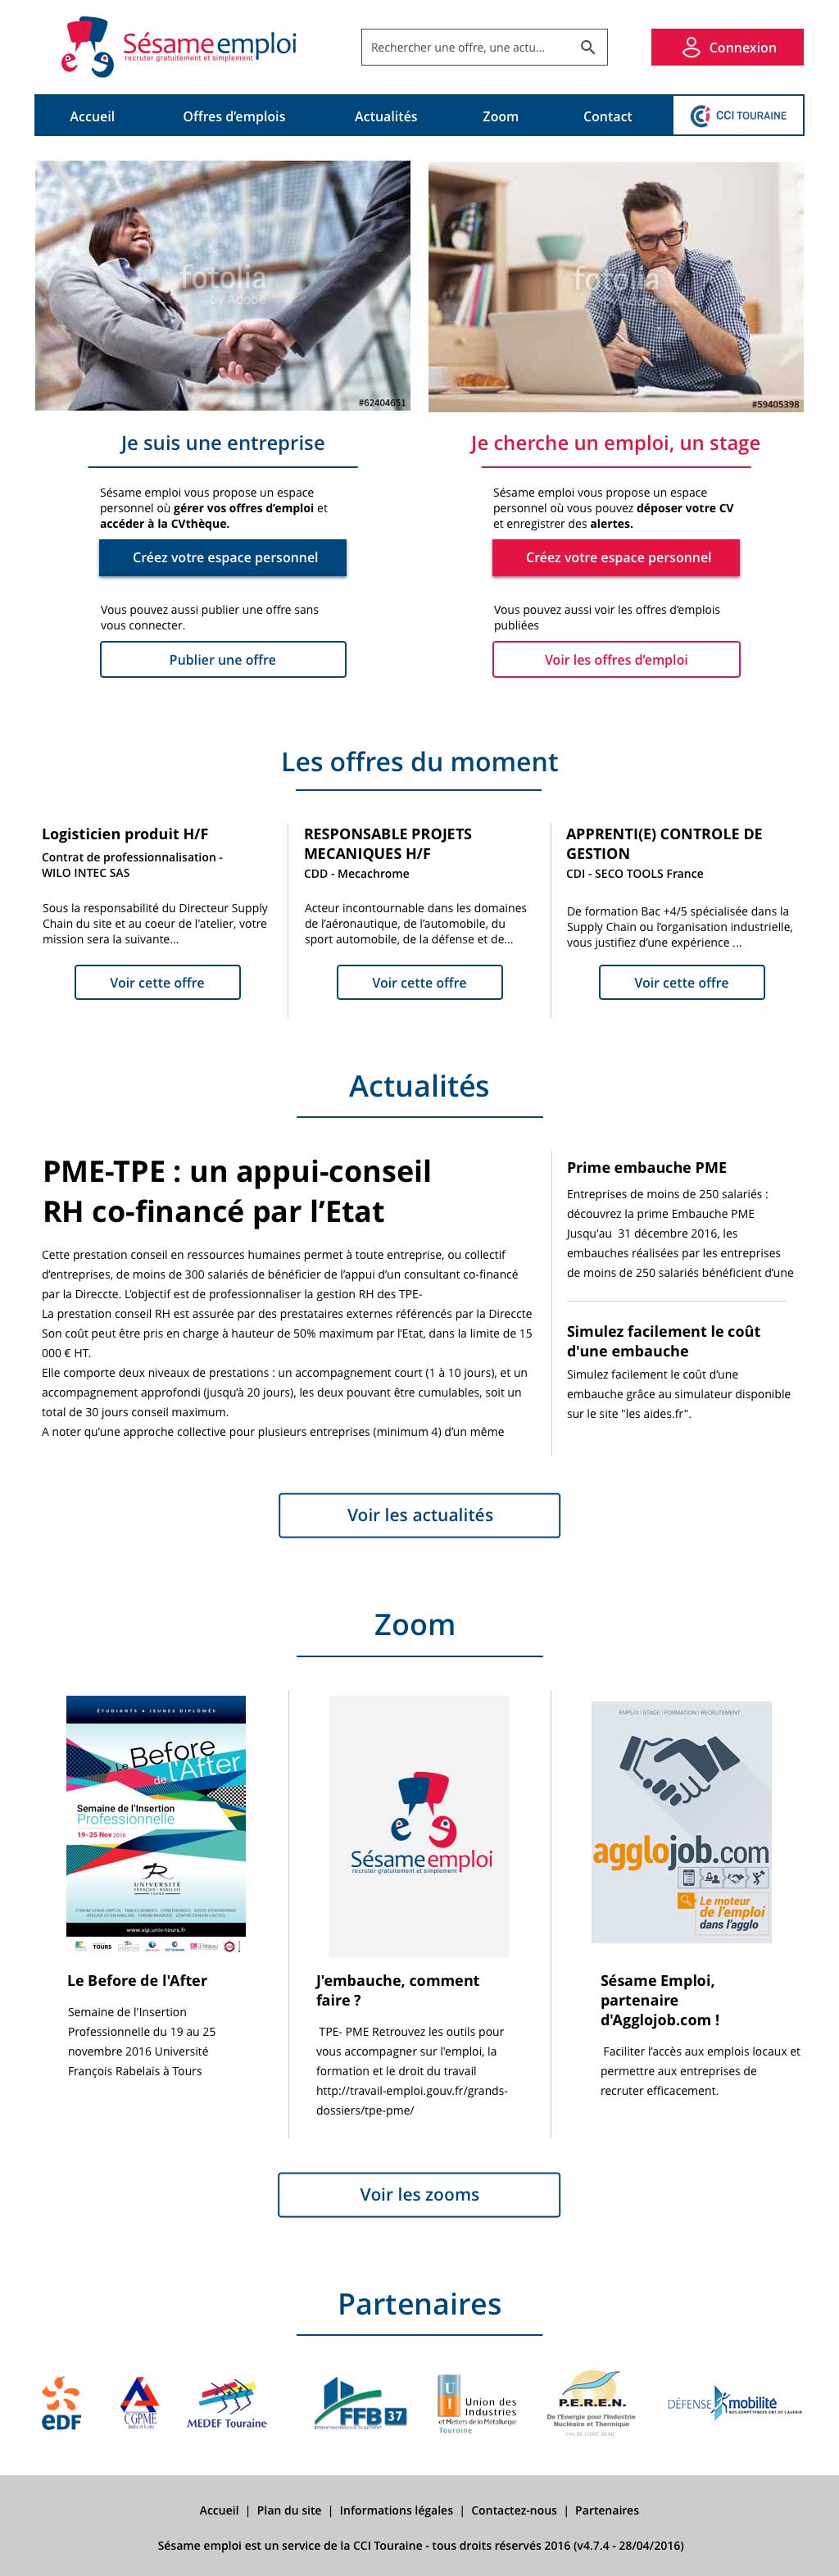 Sésame emploi
recruter gratuitement et simplement
Rechercher une offre, une actu...
Connexion
Accueil
Offres d'emplois
Actualités
Zoom
Contact
CCI TOURAINE
fotolia
by Adobe
#62404651
fotolia
#59405398
Je suis une entreprise
Sésame emploi vous propose un espace
personnel où gérer vos offres d'emploi et
accéder à la CVthèque.
Créez votre espace personnel
Vous pouvez aussi publier une offre sans
vous connecter.
Publier une offre
Je cherche un emploi, un stage
Sésame emploi vous propose un espace
personnel où vous pouvez déposer votre CV
et enregistrer des alertes.
Créez votre espace personnel
Vous pouvez aussi voir les offres d'emplois
publiées
Voir les offres d'emploi
Les offres du moment
Logisticien produit H/F
Contrat de professionnalisation -
WILO INTEC SAS
Sous la responsabilité du Directeur Supply
Chain du site et au coeur de l'atelier, votre
mission sera la suivante...
Voir cette offre
RESPONSABLE PROJETS
MECANIQUES H/F
CDD - Mecachrome
Acteur incontournable dans les domaines
de l'aéronautique, de l'automobile, du
sport automobile, de la défense et de...
Voir cette offre
APPRENTI(E) CONTROLE DE
GESTION
CDI - SECO TOOLS France
De formation Bac +4/5 spécialisée dans la
Supply Chain ou l'organisation industrielle,
vous justifiez d'une expérience ...
Voir cette offre
Actualités
PME-TPE : un appui-conseil
RH co-financé par l'Etat
Cette prestation conseil en ressources humaines permet à toute entreprise, ou collectif
d'entreprises, de moins de 300 salariés de bénéficier de l'appui d'un consultant co-financé
par la Direccte. L'objectif est de professionnaliser la gestion RH des TPE-
La prestation conseil RH est assurée par des prestataires externes référencés par la Direccte
Son coût peut être pris en charge à hauteur de 50% maximum par l'Etat, dans la limite de 15
000 € HT.
Elle comporte deux niveaux de prestations : un accompagnement court (1 à 10 jours), et un
accompagnement approfondi (jusqu'à 20 jours), les deux pouvant être cumulables, soit un
total de 30 jours conseil maximum.
A noter qu'une approche collective pour plusieurs entreprises (minimum 4) d'un même
Prime embauche PME
Entreprises de moins de 250 salariés :
découvrez la prime Embauche PME
Jusqu'au 31 décembre 2016, les
embauches réalisées par les entreprises
de moins de 250 salariés bénéficient d'une
Simulez facilement le coût
d'une embauche
Simulez facilement le coût d'une
embauche grâce au simulateur disponible
sur le site "les aides.fr".
Voir les actualités
Zoom
ÉTUDIANTS • JEUNES DIPLÔMÉS
Le Before
de l'After
Semaine de l'Insertion
Professionnelle
19-25 Nov 2016
UNIVERSITÉ
FRANÇOIS - RABELAIS
TOURS
www.sip.univ-tours.fr
TOURS
Le Before de l'After
Semaine de l'Insertion
Professionnelle du 19 au 25
novembre 2016 Université
François Rabelais à Tours
Sésame emploi
recruter gratuitement et simplement
J'embauche, comment
faire ?
TPE- PME Retrouvez les outils pour
vous accompagner sur l'emploi, la
formation et le droit du travail
http://travail-emploi.gouv.fr/grands-
dossiers/tpe-pme/
EMPLOI | STAGE | FORMATION | RECRUTEMENT
agglojob.com
Le moteur
de l'emploi
dans l'agglo
Sésame Emploi,
partenaire
d'Agglojob.com !
Faciliter l'accès aux emplois locaux et
permettre aux entreprises de
recruter efficacement.
Voir les zooms
Partenaires
eDF
CGPME
Indre et Loire
MEDEF Touraine
FFB 37
FÉDÉRATION FRANÇAISE DU BÂTIMENT
UI
Union des
Industries
et Métiers de la Métallurgie
Touraine
P.E.R.E.N.
De l'Energie pour l'Industrie
Nucléaire et Thermique
VAL DE LOIRE SEINE
DÉFENSE mobilité
NOS COMPÉTENCES ONT DE L'AVENIR
Accueil | Plan du site | Informations légales | Contactez-nous | Partenaires
Sésame emploi est un service de la CCI Touraine - tous droits réservés 2016 (v4.7.4 - 28/04/2016)